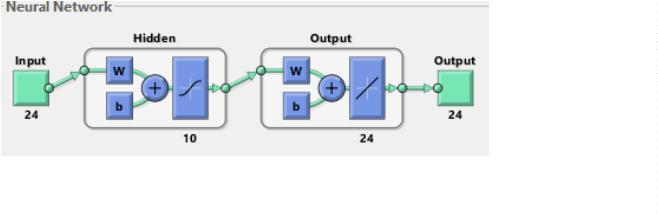 Neural Network
Hidden
Output
Input
Output
W
W
b
+
b
+
24
10
24
24